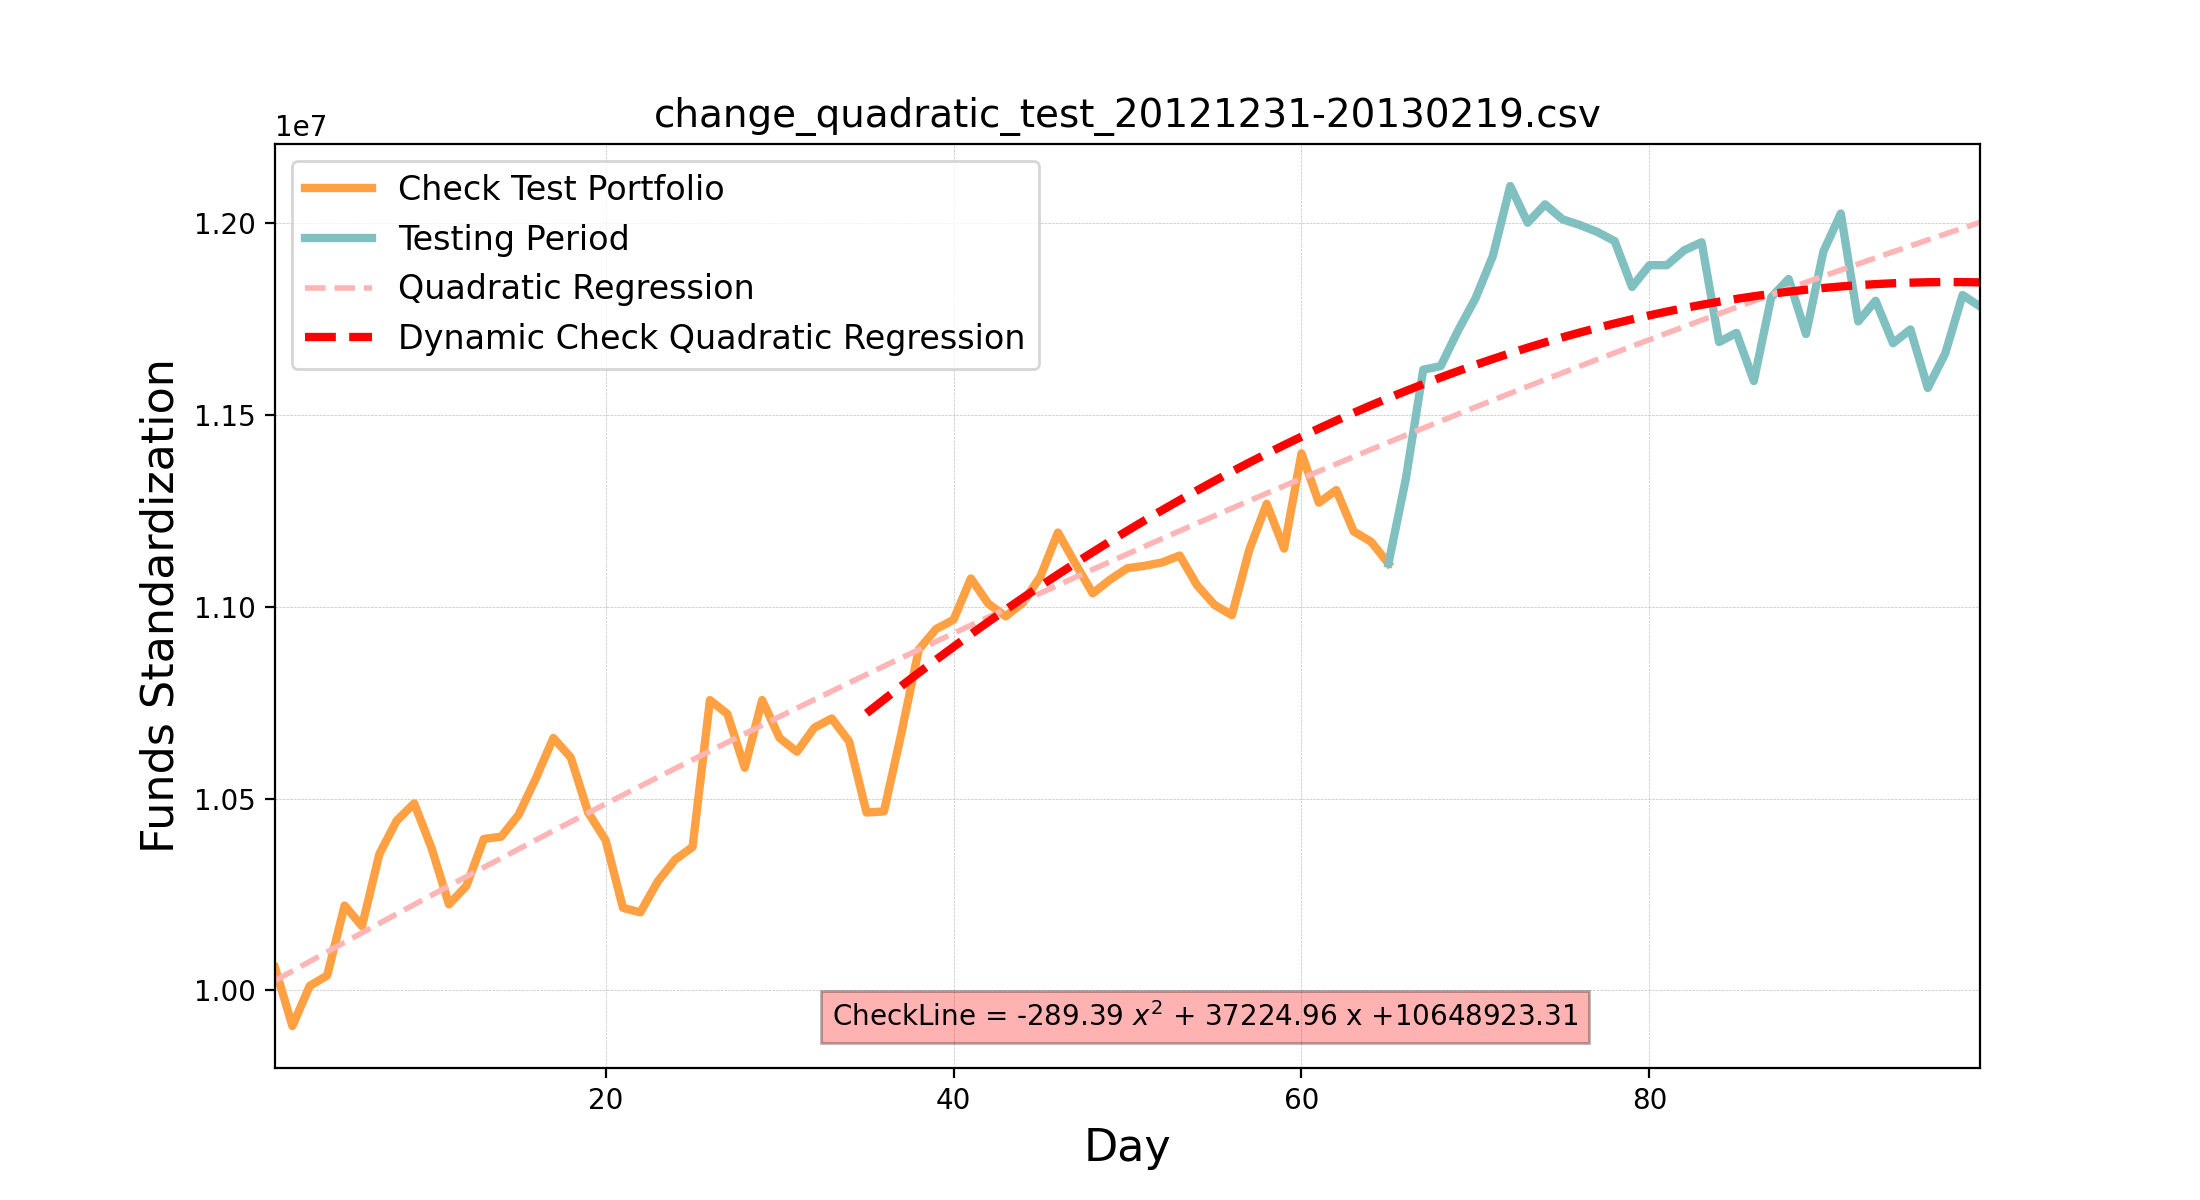 change_quadratic_test_20121231-20130219.csv
1e7
Check Test Portfolio
Testing Period
Quadratic Regression
Dynamic Check Quadratic Regression
1.20
1.15
1.10
1.05
1.00
Funds Standardization
CheckLine = -289.39 x² + 37224.96 x +10648923.31
20 40 60 80
Day